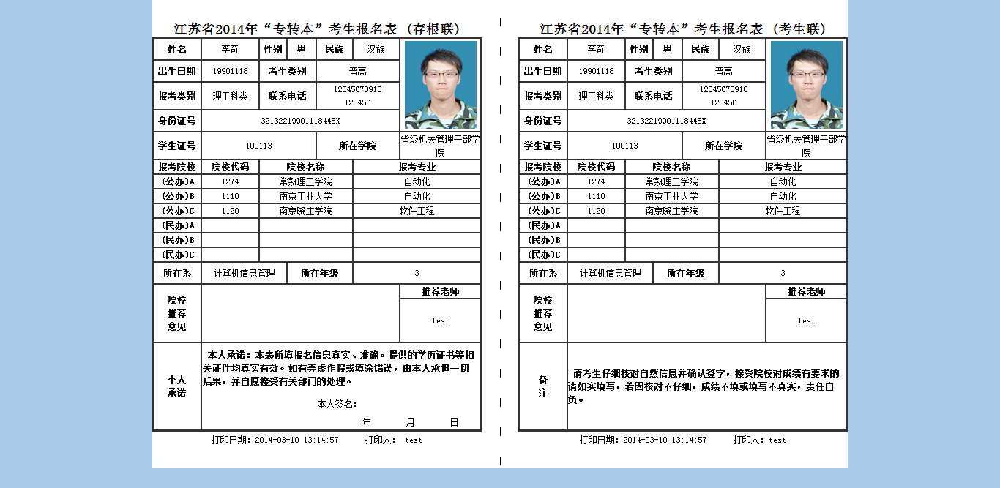 江苏省2014年“专转本”考生报名表 (存根联)
姓名 李奇 性别 男 民族 汉族
出生日期 19901118 考生类别 普高
报考类别 理工科类 联系电话 12345678910
123456
身份证号 32132219901118445X
学生证号 100113 所在学院 省级机关管理干部学
院
报考院校 院校代码 院校名称 报考专业
(公办)A 1274 常熟理工学院 自动化
(公办)B 1110 南京工业大学 自动化
(公办)C 1120 南京晓庄学院 软件工程
(民办)A
(民办)B
(民办)C
所在系 计算机信息管理 所在年级 3
院校
推荐
意见
推荐老师
test
个人
承诺
本人承诺：本表所填报名信息真实、准确。提供的学历证书等相
关证件均真实有效。如有弄虚作假或填涂错误，由本人承担一切
后果，并自愿接受有关部门的处理。
本人签名：
年 月 日
打印日期：2014-03-10 13:14:57 打印人： test
江苏省2014年“专转本”考生报名表 (考生联)
姓名 李奇 性别 男 民族 汉族
出生日期 19901118 考生类别 普高
报考类别 理工科类 联系电话 12345678910
123456
身份证号 32132219901118445X
学生证号 100113 所在学院 省级机关管理干部学
院
报考院校 院校代码 院校名称 报考专业
(公办)A 1274 常熟理工学院 自动化
(公办)B 1110 南京工业大学 自动化
(公办)C 1120 南京晓庄学院 软件工程
(民办)A
(民办)B
(民办)C
所在系 计算机信息管理 所在年级 3
院校
推荐
意见
推荐老师
test
备
注
请考生仔细核对自然信息并确认签字，接受院校对成绩有要求的
请如实填写，若因核对不仔细，成绩不填或填写不真实，责任自
负。
打印日期：2014-03-10 13:14:57 打印人：test